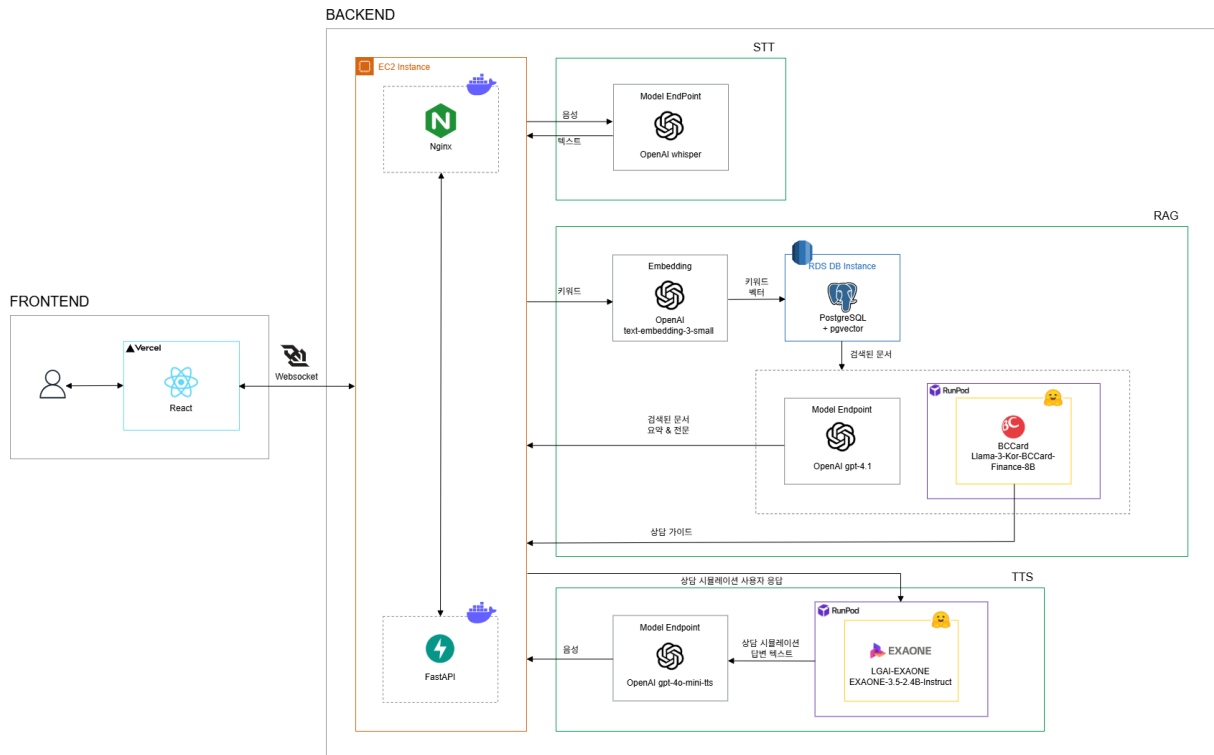 BACKEND
STT
EC2 Instance
Model EndPoint
음성
텍스트
OpenAI whisper
Nginx
RAG
Embedding
RDS DB Instance
키워드
키워드
벡터
OpenAI
text-embedding-3-small
PostgreSQL
+ pgvector
FRONTEND
검색된 문서
Vercel
Websocket
React
RunPod
Model Endpoint
검색된 문서
요약 & 전문
OpenAI gpt-4.1
BC
BCCard
Llama-3-Kor-BCCard-
Finance-8B
상담 가이드
TTS
상담 시뮬레이션 사용자 응답
RunPod
Model Endpoint
음성
상담 시뮬레이션
답변 텍스트
EXAONE
FastAPI
OpenAI gpt-4o-mini-tts
LGAI-EXAONE
EXAONE-3.5-2.4B-Instruct